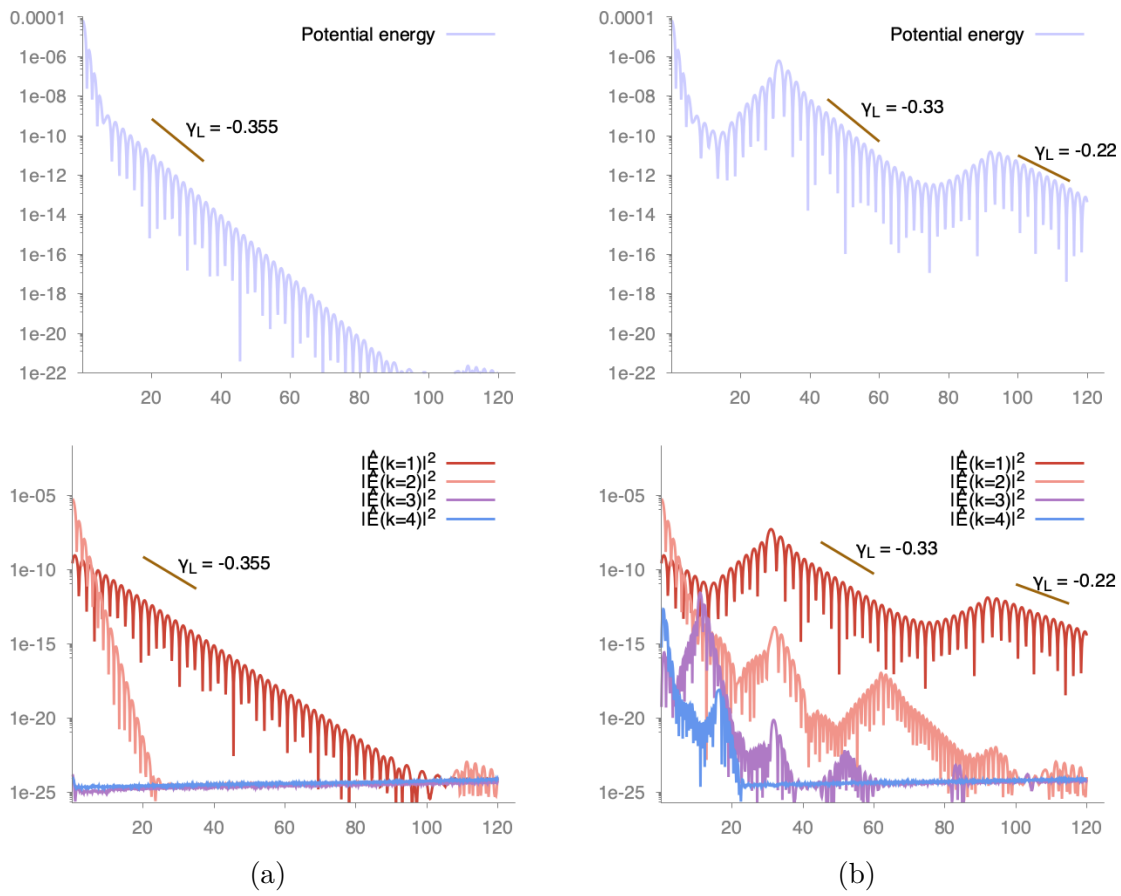 Potential energy
0.0001
1e-06
1e-08
1e-10
1e-12
1e-14
1e-16
1e-18
1e-20
1e-22
γL = -0.355
20 40 60 80 100 120
Potential energy
0.0001
1e-06
1e-08
1e-10
1e-12
1e-14
1e-16
1e-18
1e-20
1e-22
γL = -0.33
γL = -0.22
20 40 60 80 100 120
|Ê(k=1)|²
|Ê(k=2)|²
|Ê(k=3)|²
|Ê(k=4)|²
1e-05
1e-10
1e-15
1e-20
1e-25
γL = -0.355
20 40 60 80 100 120
(a)
|Ê(k=1)|²
|Ê(k=2)|²
|Ê(k=3)|²
|Ê(k=4)|²
1e-05
1e-10
1e-15
1e-20
1e-25
γL = -0.33
γL = -0.22
20 40 60 80 100 120
(b)